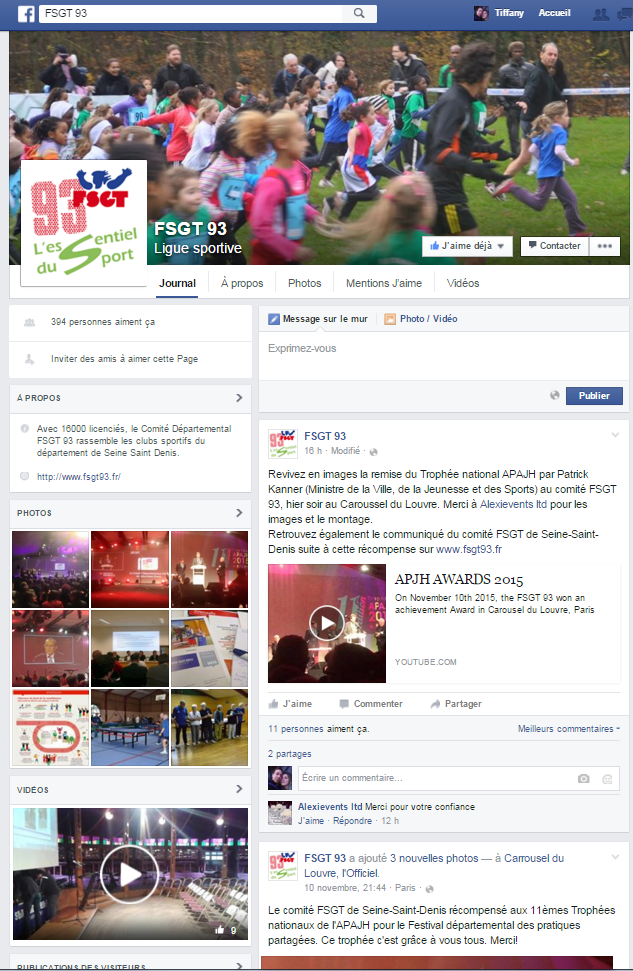 FSGT 93
Tiffany
Accueil
93 FSGT
L'es Sentiel
du Sport
FSGT 93
Ligue sportive
J'aime déjà
Contacter
Journal
À propos
Photos
Mentions J'aime
Vidéos
394 personnes aiment ça
Inviter des amis à aimer cette Page
À PROPOS
Avec 16000 licenciés, le Comité Départemental
FSGT 93 rassemble les clubs sportifs du
département de Seine Saint Denis.
http://www.fsgt93.fr/
PHOTOS
VIDÉOS
9
PUBLICATIONS DES VISITEURS
Message sur le mur
Photo / Vidéo
Exprimez-vous
Publier
FSGT 93
16 h · Modifié ·
Revivez en images la remise du Trophée national APAJH par Patrick
Kanner (Ministre de la Ville, de la Jeunesse et des Sports) au comité FSGT
93, hier soir au Caroussel du Louvre. Merci à Alexievents ltd pour les
images et le montage.
Retrouvez également le communiqué du comité FSGT de Seine-Saint-
Denis suite à cette récompense sur www.fsgt93.fr
APJH AWARDS 2015
On November 10th 2015, the FSGT 93 won an
achievement Award in Carousel du Louvre, Paris
YOUTUBE.COM
J'aime
Commenter
Partager
11 personnes aiment ça.
Meilleurs commentaires
2 partages
Écrire un commentaire...
Alexievents ltd Merci pour votre confiance
J'aime · Répondre · 12 h
FSGT 93 a ajouté 3 nouvelles photos — à Carrousel du
Louvre, l'Officiel.
10 novembre, 21:44 · Paris ·
Le comité FSGT de Seine-Saint-Denis récompensé aux 11èmes Trophées
nationaux de l'APAJH pour le Festival départemental des pratiques
partagées. Ce trophée c'est grâce à vous tous. Merci!